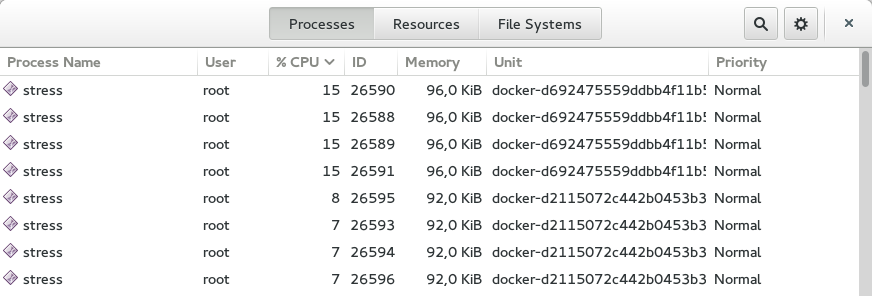 Processes Resources File Systems
Process Name User % CPU ID Memory Unit Priority
stress root 15 26590 96,0 KiB docker-d692475559ddbb4f11b5 Normal
stress root 15 26588 96,0 KiB docker-d692475559ddbb4f11b5 Normal
stress root 15 26589 96,0 KiB docker-d692475559ddbb4f11b5 Normal
stress root 15 26591 96,0 KiB docker-d692475559ddbb4f11b5 Normal
stress root 8 26595 92,0 KiB docker-d2115072c442b0453b3 Normal
stress root 7 26593 92,0 KiB docker-d2115072c442b0453b3 Normal
stress root 7 26594 92,0 KiB docker-d2115072c442b0453b3 Normal
stress root 7 26596 92,0 KiB docker-d2115072c442b0453b3 Normal